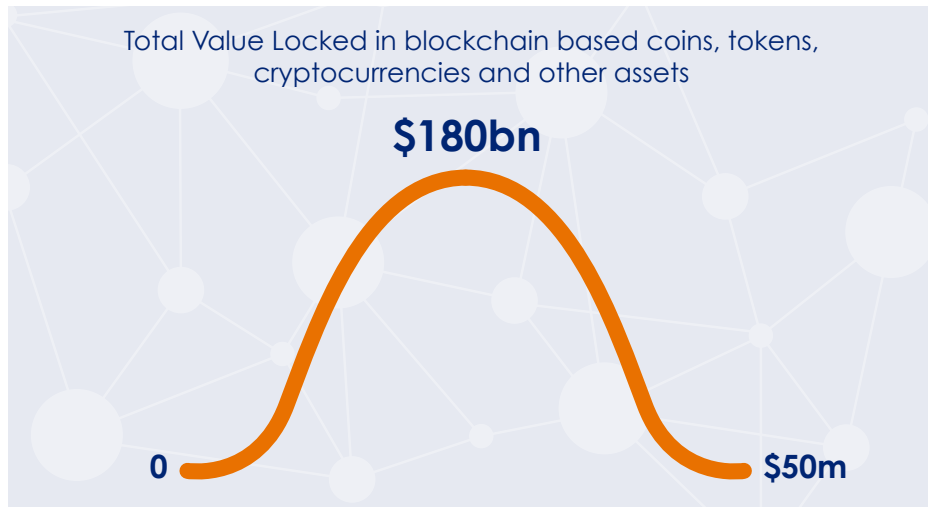 Total Value Locked in blockchain based coins, tokens,
cryptocurrencies and other assets
$180bn
0
$50m